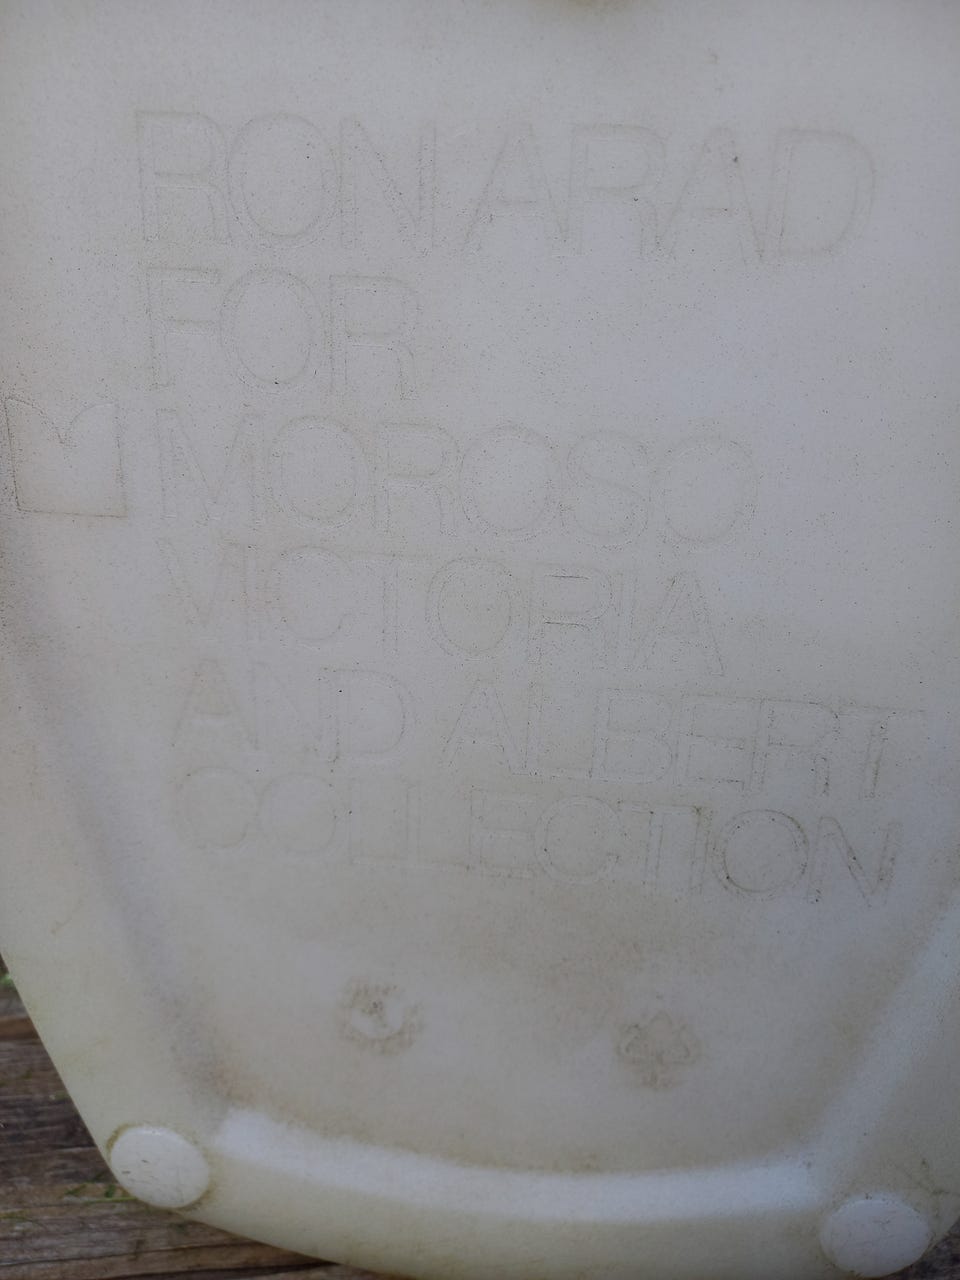 RON ARAD
FOR
MOROSO
VICTORIA
AND ALBERT
COLLECTION